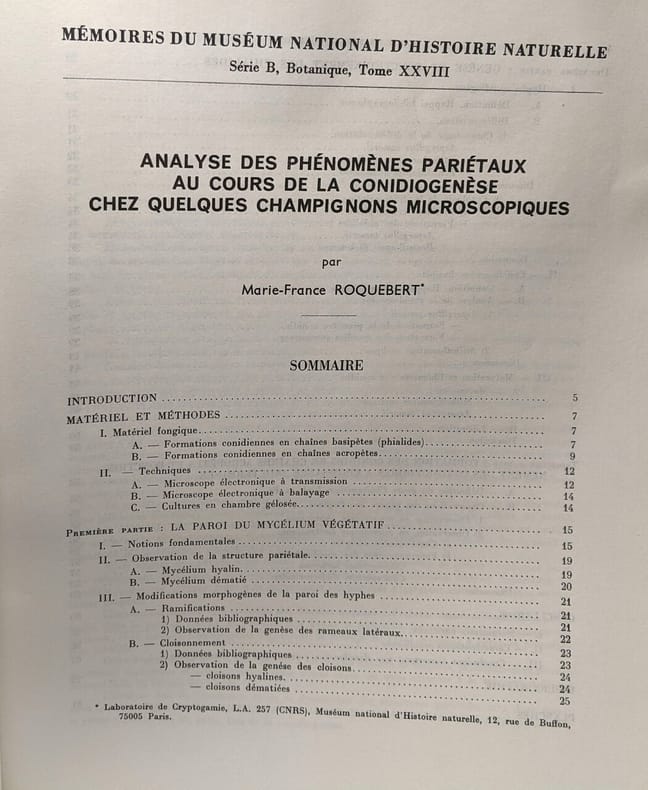 MÉMOIRES DU MUSÉUM NATIONAL D'HISTOIRE NATURELLE
Série B, Botanique, Tome XXVIII
ANALYSE DES PHÉNOMÈNES PARIÉTAUX
AU COURS DE LA CONIDIOGENÈSE
CHEZ QUELQUES CHAMPIGNONS MICROSCOPIQUES
par
Marie-France ROQUEBERT*
SOMMAIRE
INTRODUCTION 5
MATÉRIEL ET MÉTHODES 7
I. Matériel fongique 7
A. — Formations conidiennes en chaînes basipètes (phialides) 7
B. — Formations conidiennes en chaînes acropètes 9
II. — Techniques 12
A. — Microscope électronique à transmission 12
B. — Microscope électronique à balayage 14
C. — Cultures en chambre gélosée 14
PREMIÈRE PARTIE : LA PAROI DU MYCÉLIUM VÉGÉTATIF 15
I. — Notions fondamentales 15
II. — Observation de la structure pariétale 19
A. — Mycélium hyalin 19
B. — Mycélium dématié 20
III. — Modifications morphogènes de la paroi des hyphes 21
A. — Ramifications 21
1) Données bibliographiques 21
2) Observation de la genèse des rameaux latéraux 22
B. — Cloisonnement 23
1) Données bibliographiques 23
2) Observation de la genése des cloisons 24
— cloisons hyalines 24
— cloisons dématiées 25
* Laboratoire de Cryptogamie, L.A. 257 (CNRS), Muséum national d'Histoire naturelle, 12, rue de Buffon,
75005 Paris.